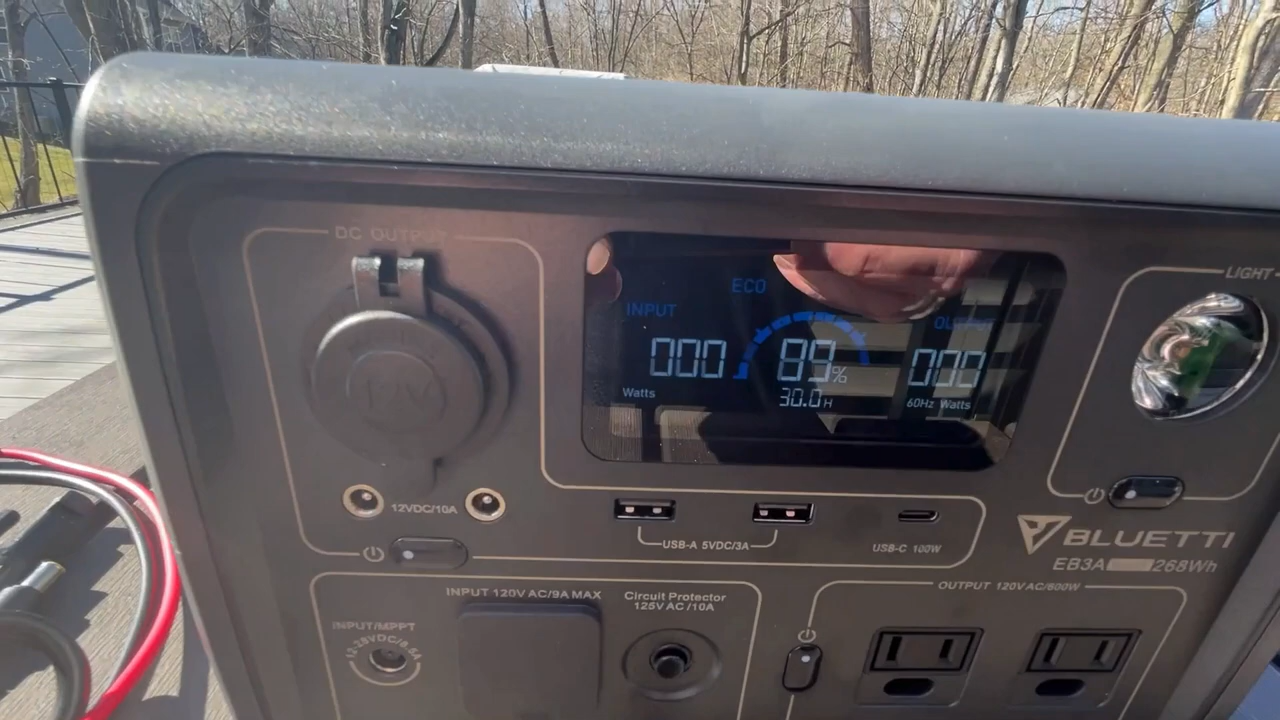 DC OUTPUT
ECO
INPUT
OUTPUT
000
89%
000
Watts
30.0H
60Hz Watts
LIGHT
12VDC/10A
USB-A 5VDC/3A
USB-C 100W
BLUETTI
EB3A 268Wh
INPUT 120V AC/9A MAX
Circuit Protector
125V AC/10A
OUTPUT 120V AC/600W
INPUT/MPPT
12-28VDC/8.5A